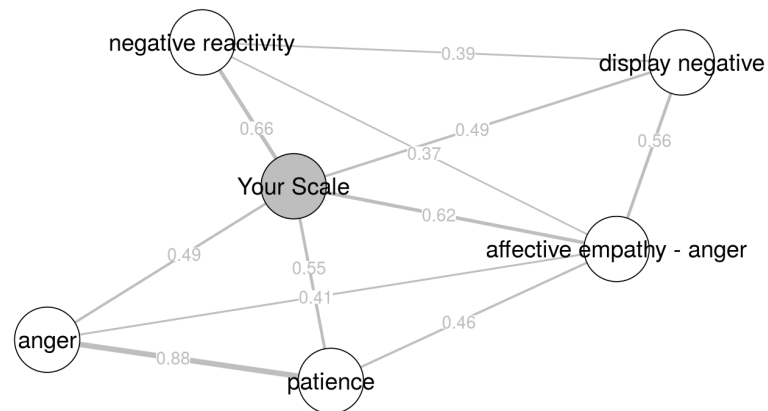 negative reactivity
0.39
display negative
0.66
0.49
0.56
0.37
Your Scale
0.62
affective empathy - anger
0.49
0.55
0.41
0.46
anger
0.88
patience